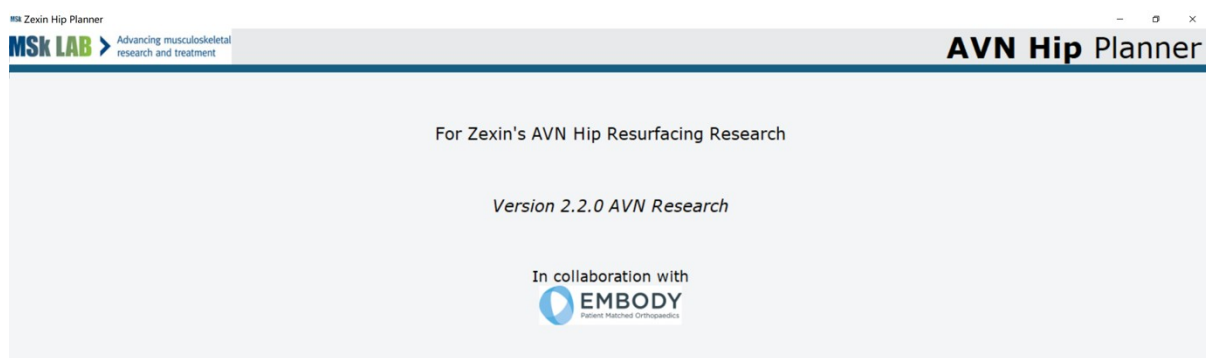 MSk Zexin Hip Planner
MSk LAB > Advancing musculoskeletal
research and treatment
AVN Hip Planner
For Zexin's AVN Hip Resurfacing Research
Version 2.2.0 AVN Research
In collaboration with
EMBODY
Patient Matched Orthopaedics